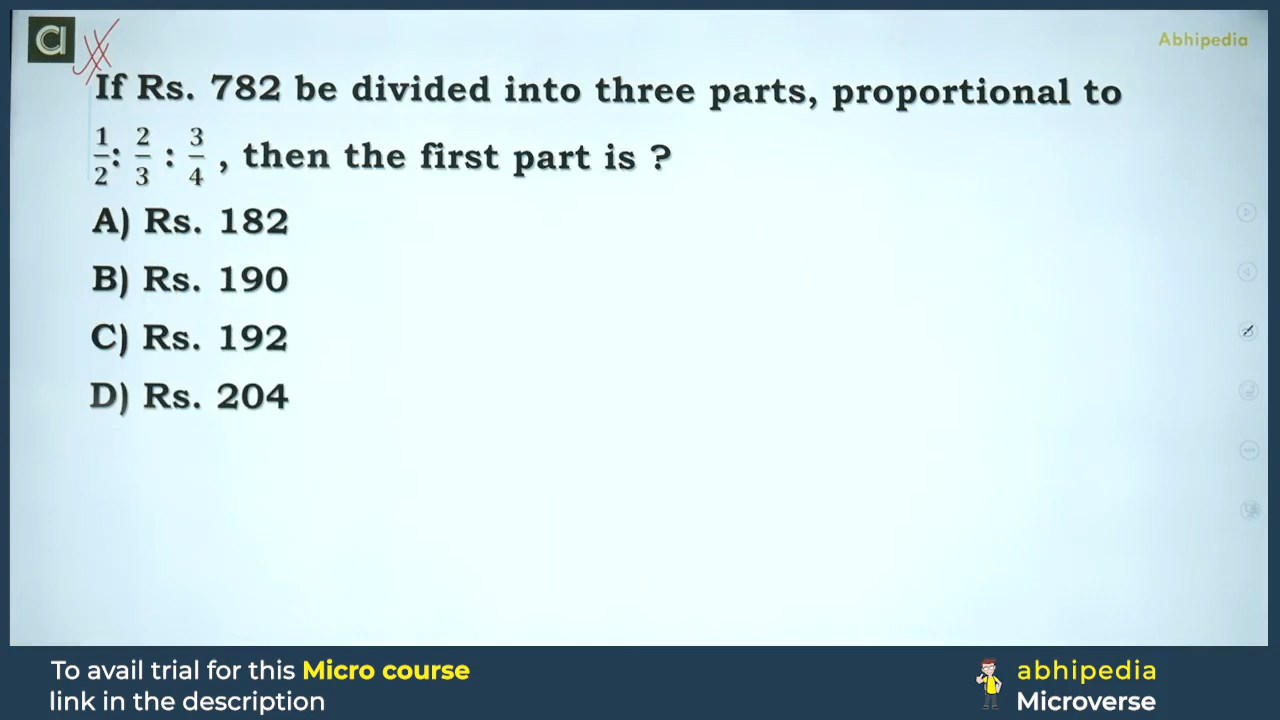 a
Abhipedia
If Rs. 782 be divided into three parts, proportional to
1/2 : 2/3 : 3/4 , then the first part is ?
A) Rs. 182
B) Rs. 190
C) Rs. 192
D) Rs. 204
To avail trial for this Micro course
link in the description
abhipedia
Microverse